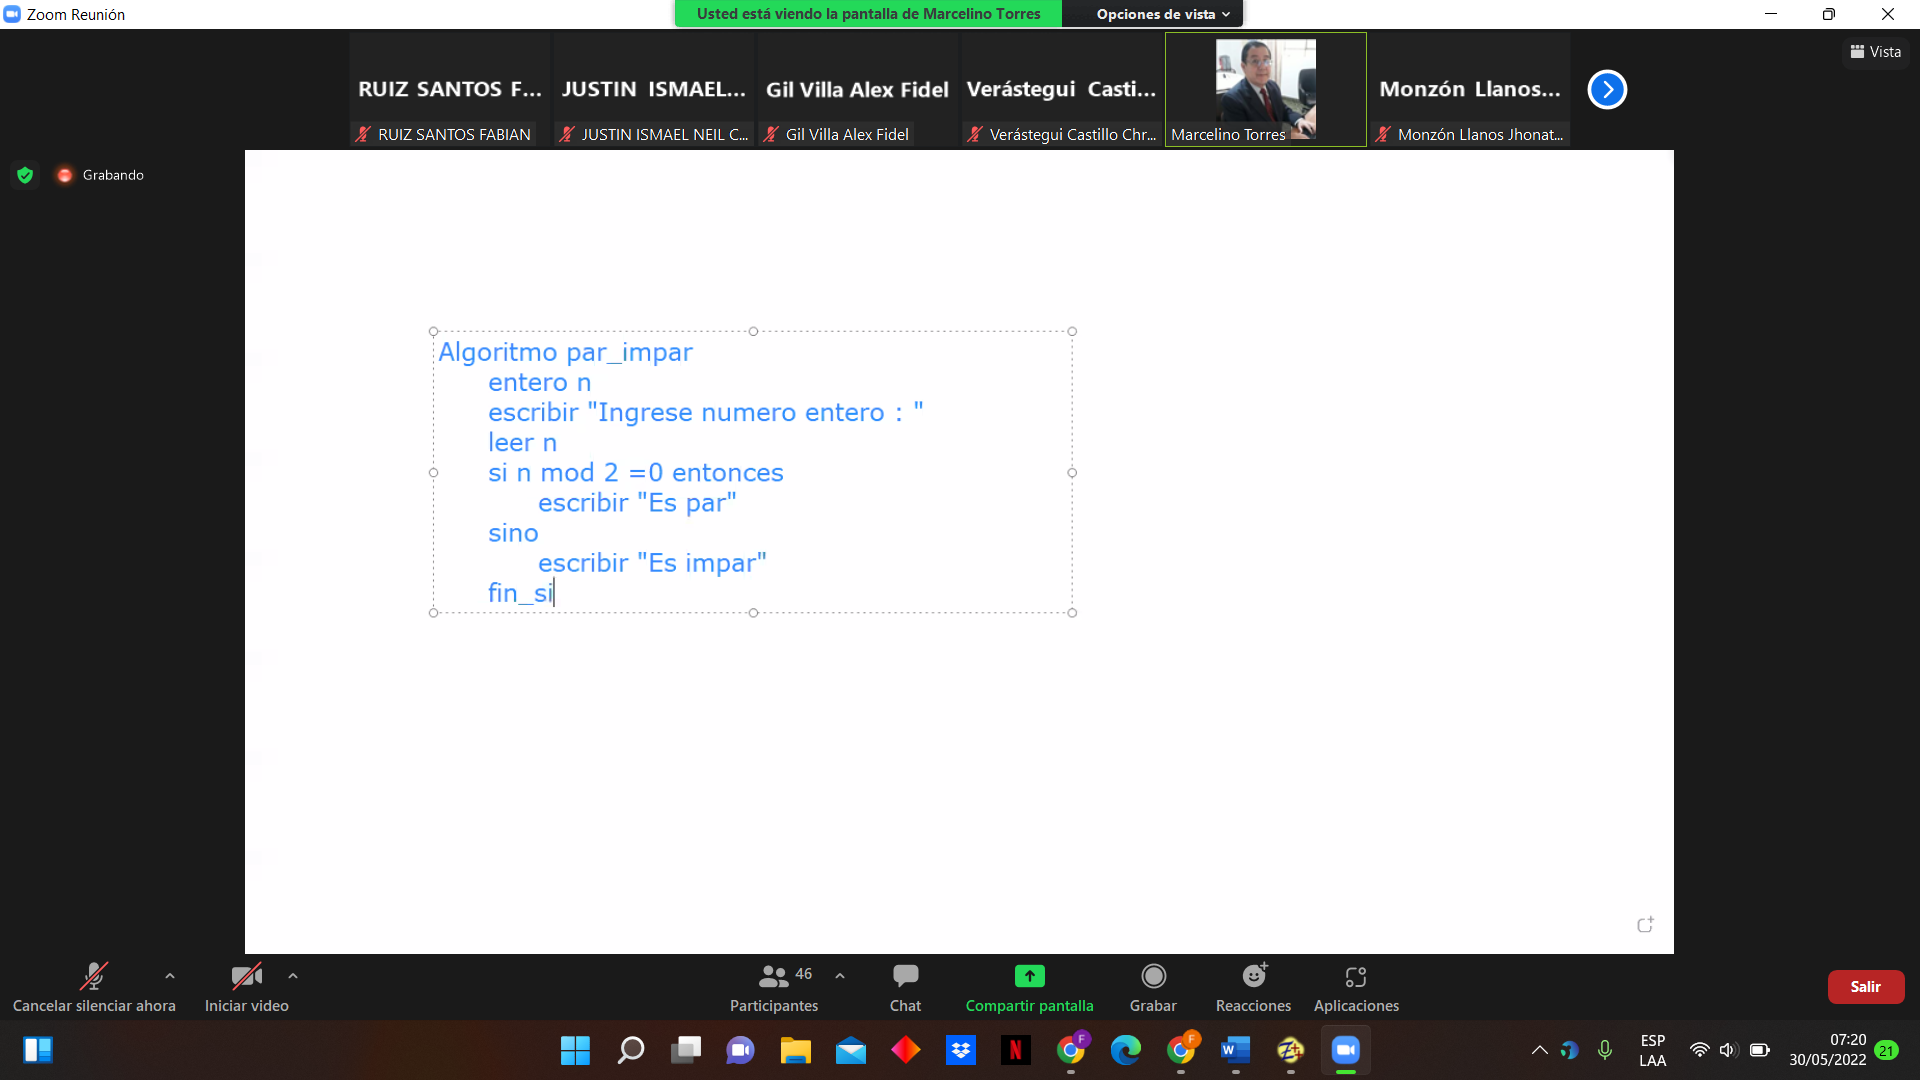 Zoom Reunión
Usted está viendo la pantalla de Marcelino Torres
Opciones de vista
Vista
RUIZ SANTOS F...
JUSTIN ISMAEL...
Gil Villa Alex Fidel
Verástegui Casti...
Monzón Llanos...
RUIZ SANTOS FABIAN
JUSTIN ISMAEL NEIL C...
Gil Villa Alex Fidel
Verástegui Castillo Chr...
Marcelino Torres
Monzón Llanos Jhonat...
Grabando
Algoritmo par_impar
entero n
escribir "Ingrese numero entero : "
leer n
si n mod 2 =0 entonces
escribir "Es par"
sino
escribir "Es impar"
fin_si
Cancelar silenciar ahora
Iniciar video
46
Participantes
Chat
Compartir pantalla
Grabar
Reacciones
Aplicaciones
Salir
N
F
F
W
Z
ESP
LAA
07:20
30/05/2022
21